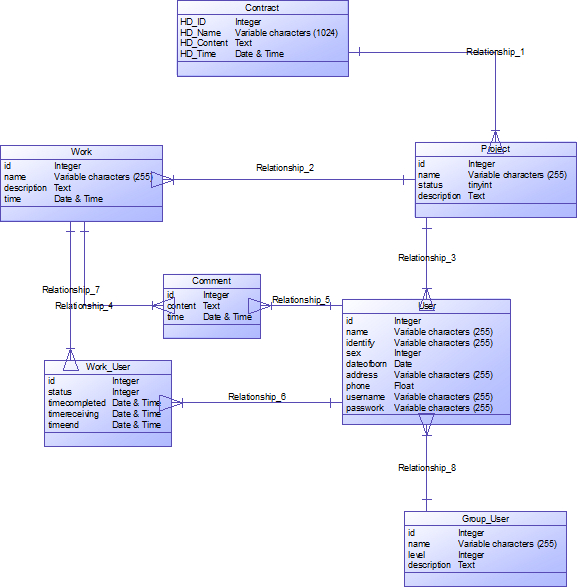 Contract
HD_ID Integer
HD_Name Variable characters (1024)
HD_Content Text
HD_Time Date & Time
Relationship_1
Work
id Integer
name Variable characters (255)
description Text
time Date & Time
Relationship_2
Project
id Integer
name Variable characters (255)
status tinyint
description Text
Relationship_3
Relationship_7
Relationship_4
Comment
id Integer
content Text
time Date & Time
Relationship_5
User
id Integer
name Variable characters (255)
identify Variable characters (255)
sex Integer
dateofborn Date
address Variable characters (255)
phone Float
username Variable characters (255)
passwork Variable characters (255)
Work_User
id Integer
status Integer
timecompleted Date & Time
timereceiving Date & Time
timeend Date & Time
Relationship_6
Relationship_8
Group_User
id Integer
name Variable characters (255)
level Integer
description Text